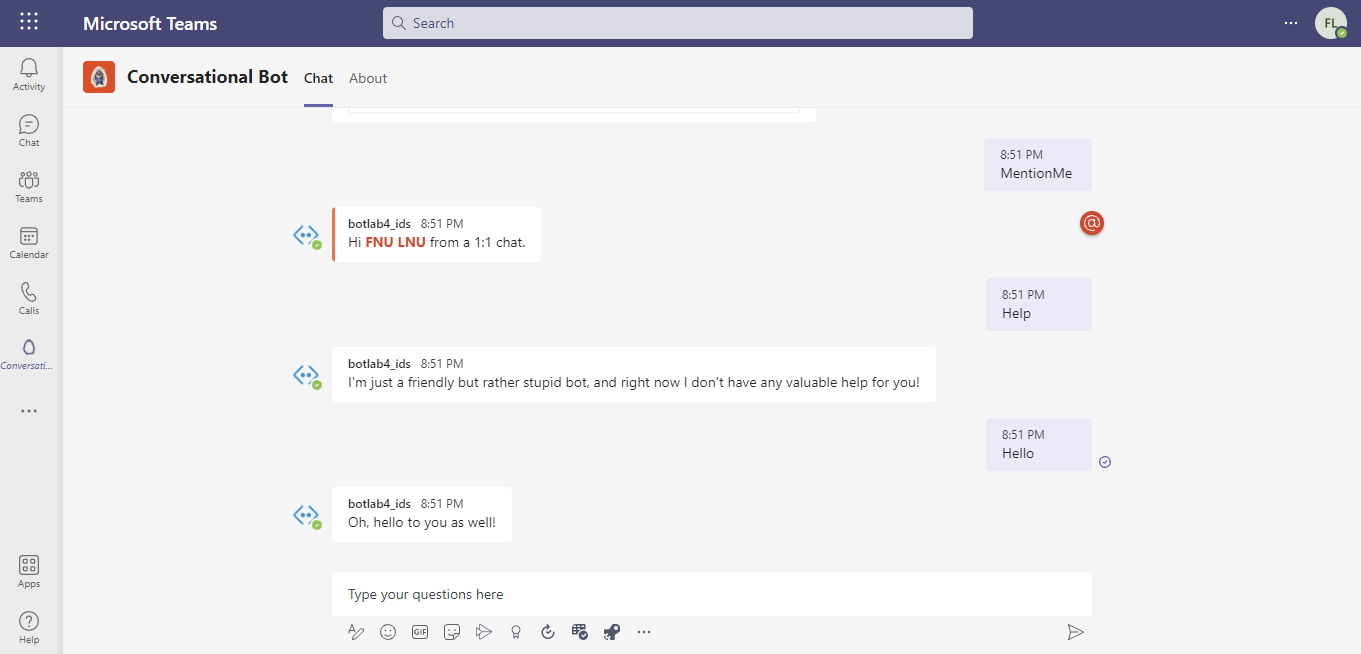 Microsoft Teams
Search
FL
Activity
Chat
Teams
Calendar
Calls
Conversati...
Apps
Help
Conversational Bot
Chat
About
8:51 PM
MentionMe
@
botlab4_ids 8:51 PM
Hi FNU LNU from a 1:1 chat.
8:51 PM
Help
botlab4_ids 8:51 PM
I'm just a friendly but rather stupid bot, and right now I don't have any valuable help for you!
8:51 PM
Hello
botlab4_ids 8:51 PM
Oh, hello to you as well!
Type your questions here
GIF